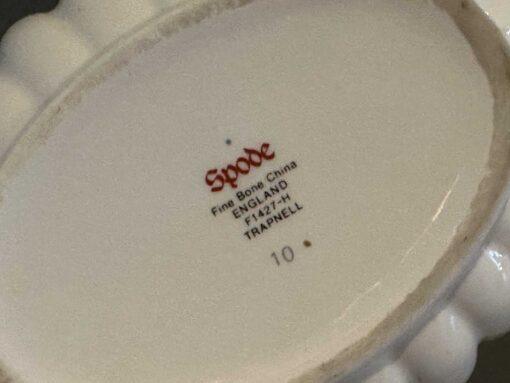 Spode
Fine Bone China
ENGLAND
F1427-H
TRAPNELL
10